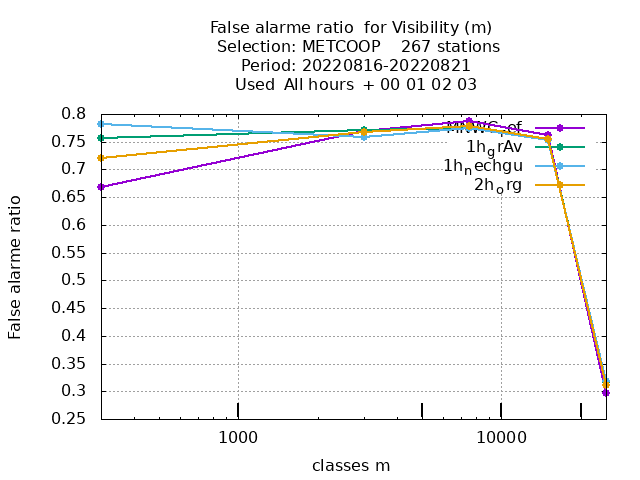 False alarme ratio  for Visibility (m)
Selection: METCOOP    267 stations
Period: 20220816-20220821
Used  All hours  + 00 01 02 03
0.8
0.75
0.7
0.65
0.6
0.55
0.5
0.45
0.4
0.35
0.3
0.25
False alarme ratio
1hgrAv
1hnechgu
2horg
1000
10000
classes m